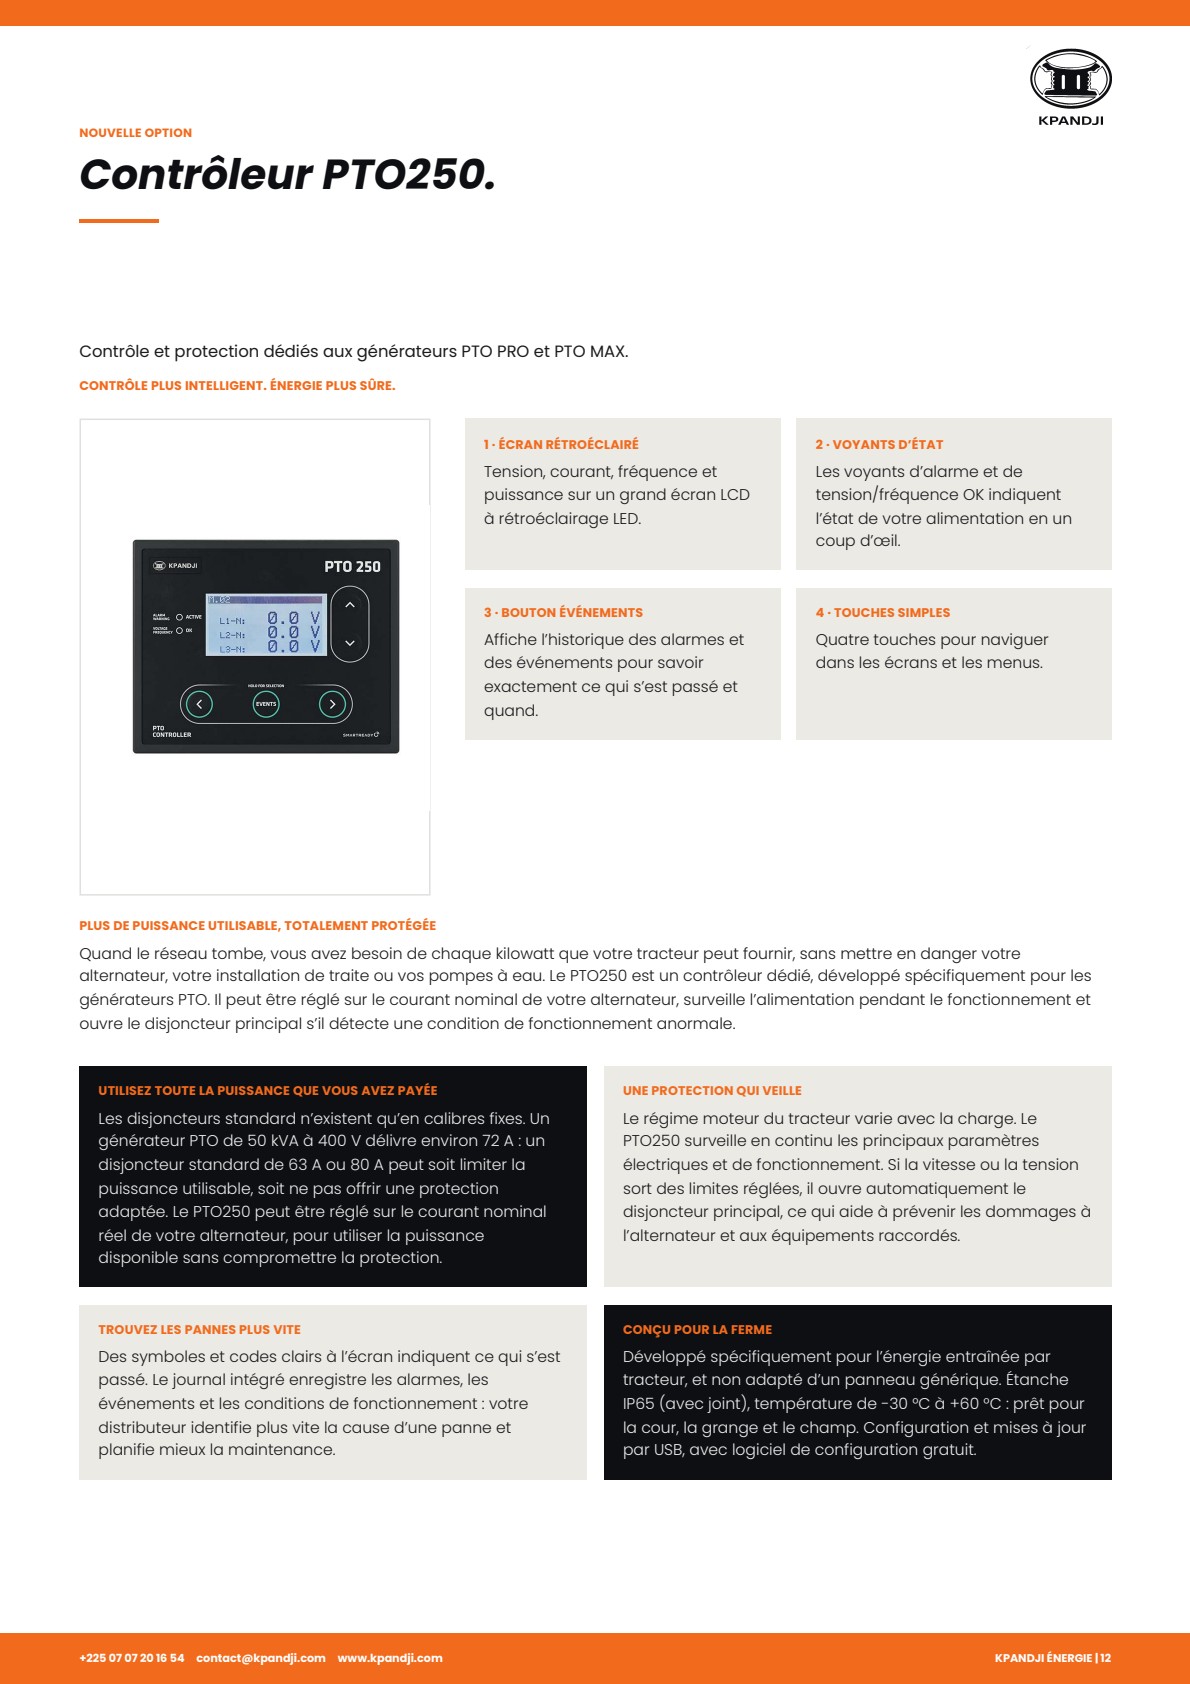 KPANDJI
NOUVELLE OPTION
Contrôleur PTO250.
Contrôle et protection dédiés aux générateurs PTO PRO et PTO MAX.
CONTRÔLE PLUS INTELLIGENT. ÉNERGIE PLUS SÛRE.
KPANDJI
PTO 250
M.02
L1-N: 0.0 V
L2-N: 0.0 V
L3-N: 0.0 V
ALARM
WARNING
ACTIVE
VOLTAGE
FREQUENCY
OK
HOLD FOR SELECTION
EVENTS
PTO
CONTROLLER
SMARTREADY
1 · ÉCRAN RÉTROÉCLAIRÉ
Tension, courant, fréquence et
puissance sur un grand écran LCD
à rétroéclairage LED.
2 · VOYANTS D’ÉTAT
Les voyants d’alarme et de
tension/fréquence OK indiquent
l’état de votre alimentation en un
coup d’œil.
3 · BOUTON ÉVÉNEMENTS
Affiche l’historique des alarmes et
des événements pour savoir
exactement ce qui s’est passé et
quand.
4 · TOUCHES SIMPLES
Quatre touches pour naviguer
dans les écrans et les menus.
PLUS DE PUISSANCE UTILISABLE, TOTALEMENT PROTÉGÉE
Quand le réseau tombe, vous avez besoin de chaque kilowatt que votre tracteur peut fournir, sans mettre en danger votre
alternateur, votre installation de traite ou vos pompes à eau. Le PTO250 est un contrôleur dédié, développé spécifiquement pour les
générateurs PTO. Il peut être réglé sur le courant nominal de votre alternateur, surveille l’alimentation pendant le fonctionnement et
ouvre le disjoncteur principal s’il détecte une condition de fonctionnement anormale.
UTILISEZ TOUTE LA PUISSANCE QUE VOUS AVEZ PAYÉE
Les disjoncteurs standard n’existent qu’en calibres fixes. Un
générateur PTO de 50 kVA à 400 V délivre environ 72 A : un
disjoncteur standard de 63 A ou 80 A peut soit limiter la
puissance utilisable, soit ne pas offrir une protection
adaptée. Le PTO250 peut être réglé sur le courant nominal
réel de votre alternateur, pour utiliser la puissance
disponible sans compromettre la protection.
UNE PROTECTION QUI VEILLE
Le régime moteur du tracteur varie avec la charge. Le
PTO250 surveille en continu les principaux paramètres
électriques et de fonctionnement. Si la vitesse ou la tension
sort des limites réglées, il ouvre automatiquement le
disjoncteur principal, ce qui aide à prévenir les dommages à
l’alternateur et aux équipements raccordés.
TROUVEZ LES PANNES PLUS VITE
Des symboles et codes clairs à l’écran indiquent ce qui s’est
passé. Le journal intégré enregistre les alarmes, les
événements et les conditions de fonctionnement : votre
distributeur identifie plus vite la cause d’une panne et
planifie mieux la maintenance.
CONÇU POUR LA FERME
Développé spécifiquement pour l’énergie entraînée par
tracteur, et non adapté d’un panneau générique. Étanche
IP65 (avec joint), température de -30 °C à +60 °C : prêt pour
la cour, la grange et le champ. Configuration et mises à jour
par USB, avec logiciel de configuration gratuit.
+225 07 07 20 16 54 contact@kpandji.com www.kpandji.com
KPANDJI ÉNERGIE | 12